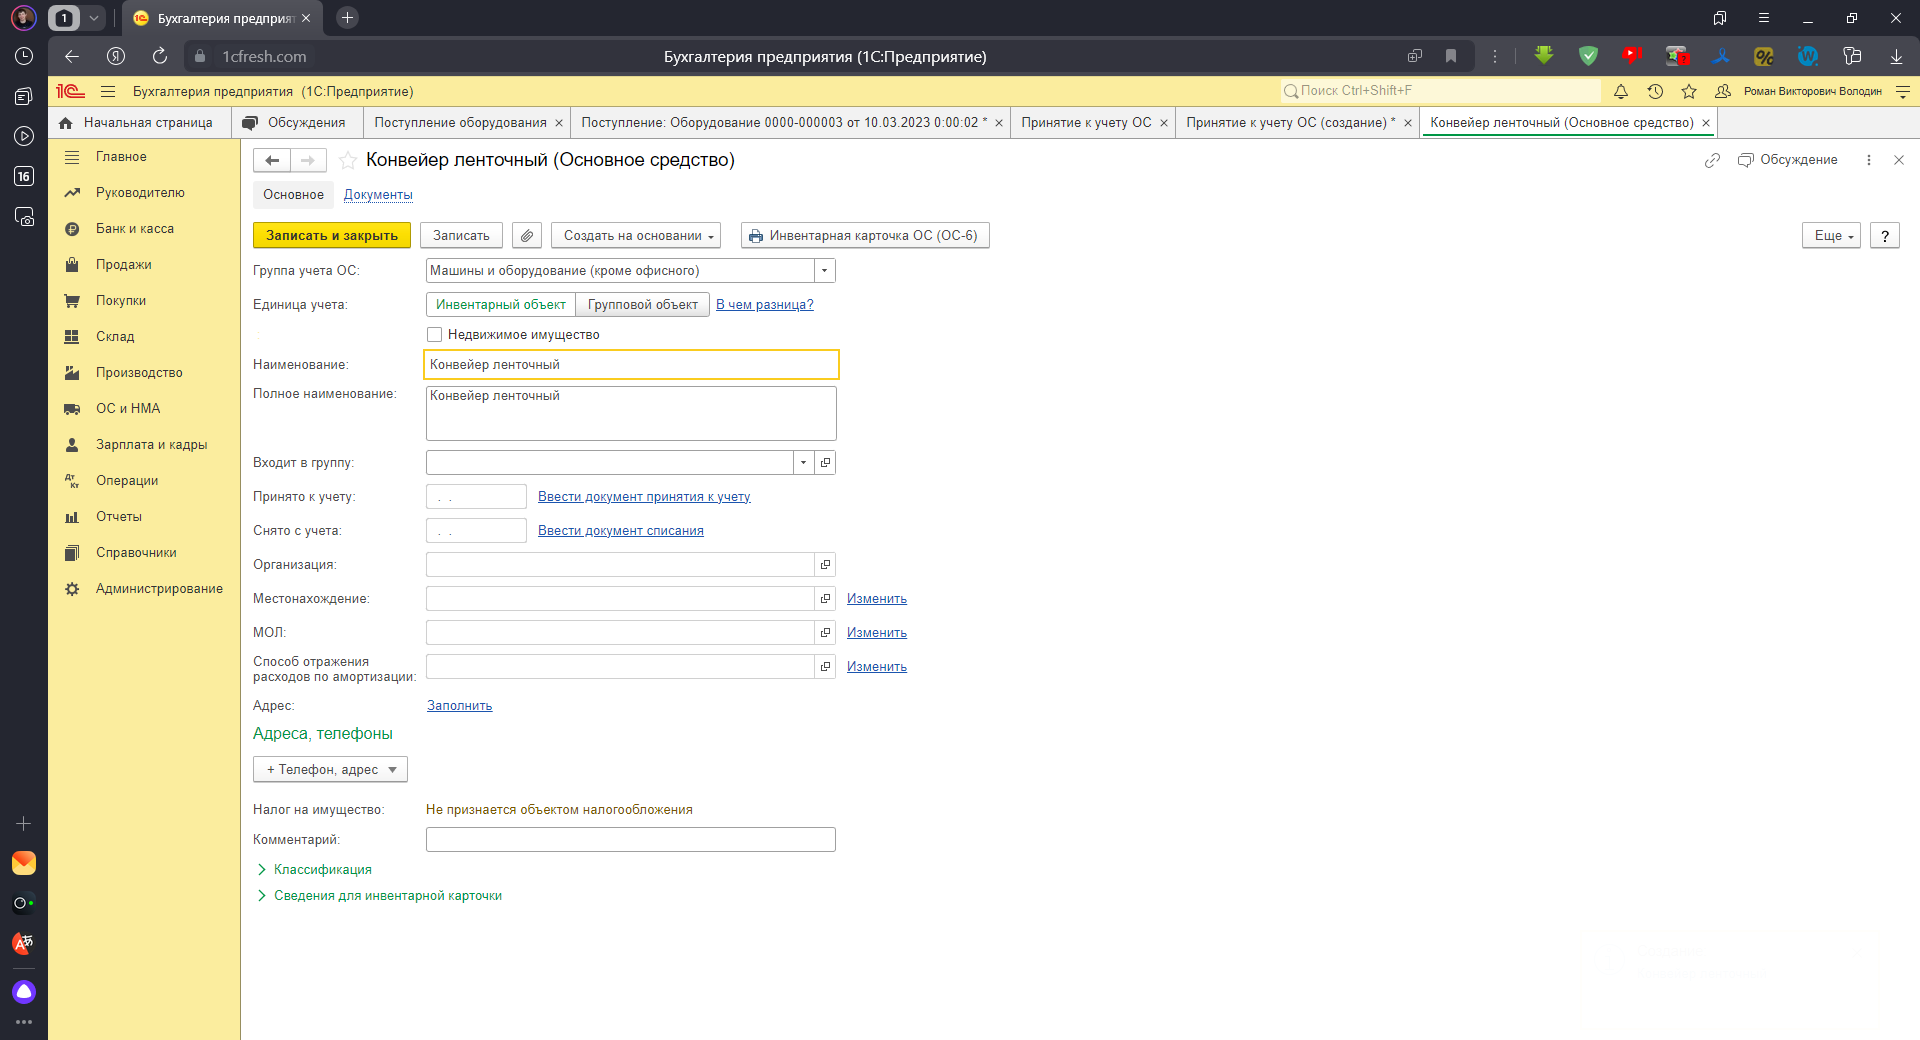 1
Бухгалтерия предприят
1cfresh.com
Бухгалтерия предприятия (1С:Предприятие)
Бухгалтерия предприятия (1С:Предприятие)
Поиск Ctrl+Shift+F
Роман Викторович Володин
Начальная страница
Обсуждения
Поступление оборудования
Поступление: Оборудование 0000-000003 от 10.03.2023 0:00:02 *
Принятие к учету ОС
Принятие к учету ОС (создание) *
Конвейер ленточный (Основное средство)
16
Главное
Руководителю
Банк и касса
Продажи
Покупки
Склад
Производство
ОС и НМА
Зарплата и кадры
Операции
Отчеты
Справочники
Администрирование
Конвейер ленточный (Основное средство)
Обсуждение
Основное
Документы
Записать и закрыть
Записать
Создать на основании
Инвентарная карточка ОС (ОС-6)
Еще
?
Группа учета ОС: Машины и оборудование (кроме офисного)
Единица учета: Инвентарный объект Групповой объект В чем разница?
Недвижимое имущество
Наименование: Конвейер ленточный
Полное наименование: Конвейер ленточный
Входит в группу:
Принято к учету: . . Ввести документ принятия к учету
Снято с учета: . . Ввести документ списания
Организация:
Местонахождение: Изменить
МОЛ: Изменить
Способ отражения
расходов по амортизации: Изменить
Адрес: Заполнить
Адреса, телефоны
+ Телефон, адрес
Налог на имущество: Не признается объектом налогообложения
Комментарий:
Классификация
Сведения для инвентарной карточки